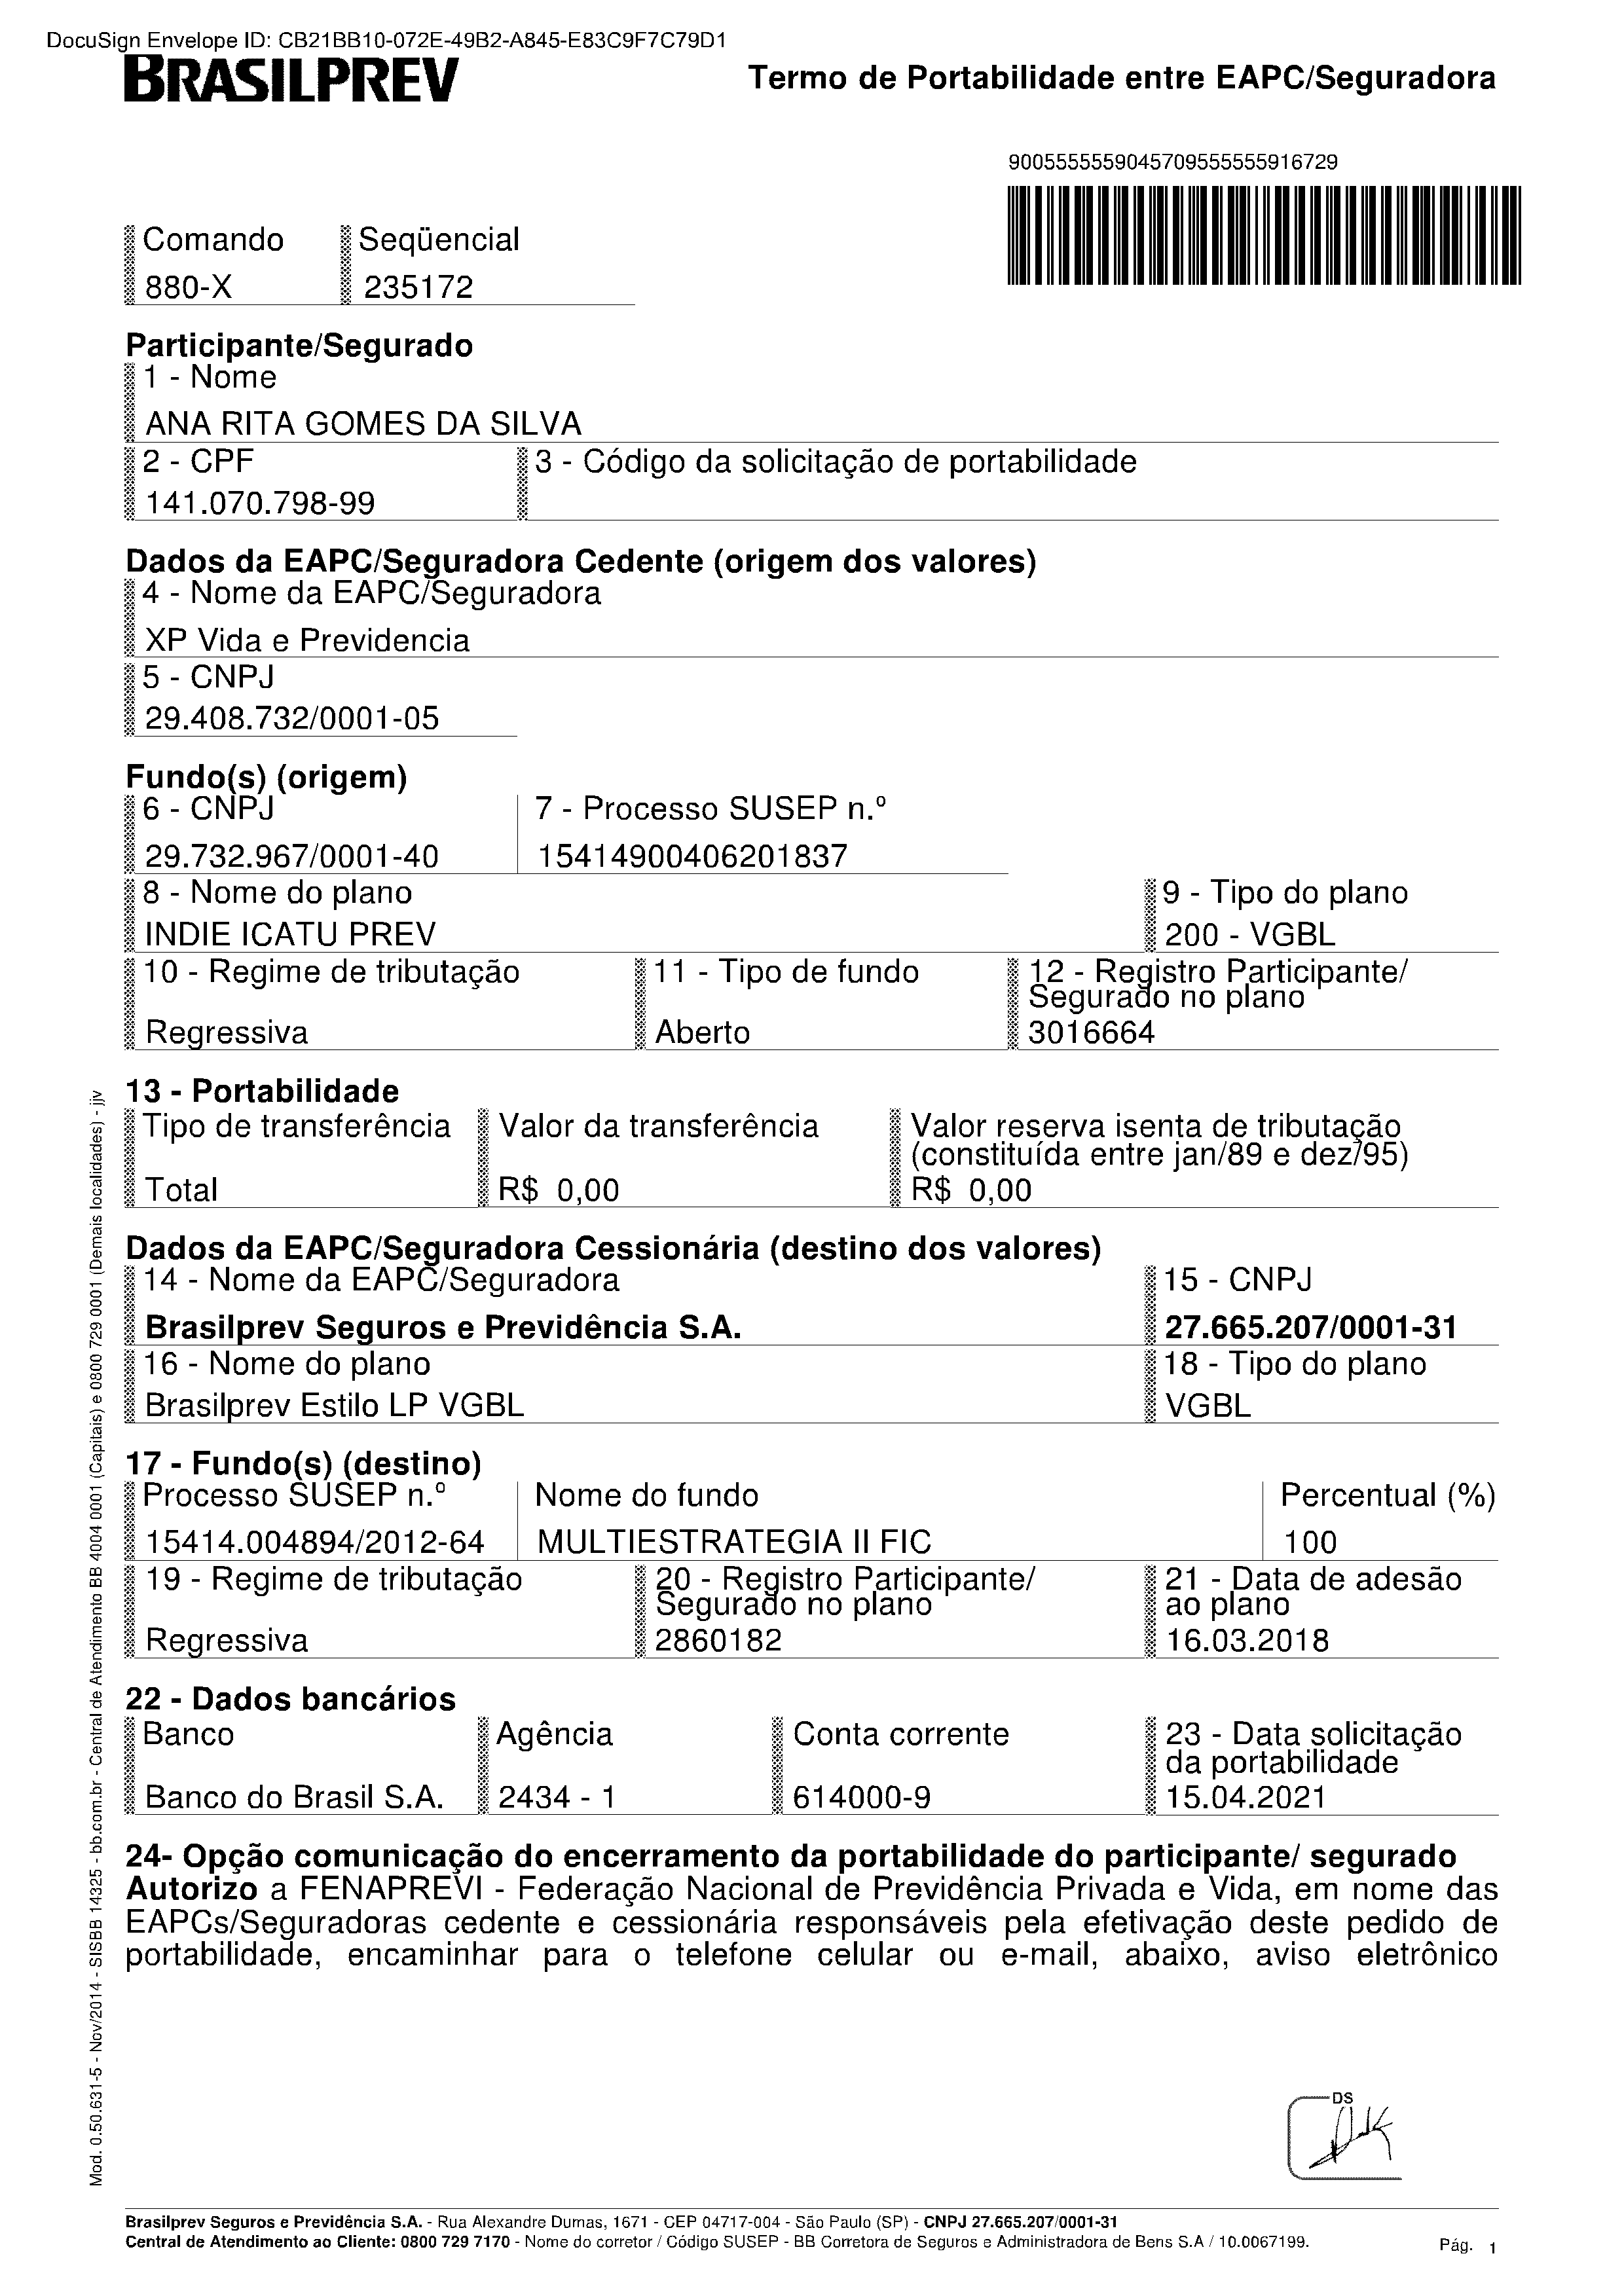 DocuSign Envelope ID: CB21BB10-072E-49B2-A845-E83C9F7C79D1
BRASILPREV
Termo de Portabilidade entre EAPC/Seguradora
9005555559045709555555916729
Comando Seqüencial
880-X 235172
Participante/Segurado
1 - Nome
ANA RITA GOMES DA SILVA
2 - CPF 3 - Código da solicitação de portabilidade
141.070.798-99
Dados da EAPC/Seguradora Cedente (origem dos valores)
4 - Nome da EAPC/Seguradora
XP Vida e Previdencia
5 - CNPJ
29.408.732/0001-05
Fundo(s) (origem)
6 - CNPJ 7 - Processo SUSEP n.º
29.732.967/0001-40 15414900406201837
8 - Nome do plano 9 - Tipo do plano
INDIE ICATU PREV 200 - VGBL
10 - Regime de tributação 11 - Tipo de fundo 12 - Registro Participante/
Segurado no plano
Regressiva Aberto 3016664
13 - Portabilidade
Tipo de transferência Valor da transferência Valor reserva isenta de tributação
(constituída entre jan/89 e dez/95)
Total R$ 0,00 R$ 0,00
Dados da EAPC/Seguradora Cessionária (destino dos valores)
14 - Nome da EAPC/Seguradora 15 - CNPJ
Brasilprev Seguros e Previdência S.A. 27.665.207/0001-31
16 - Nome do plano 18 - Tipo do plano
Brasilprev Estilo LP VGBL VGBL
17 - Fundo(s) (destino)
Processo SUSEP n.º Nome do fundo Percentual (%)
15414.004894/2012-64 MULTIESTRATEGIA II FIC 100
19 - Regime de tributação 20 - Registro Participante/ 21 - Data de adesão
Segurado no plano ao plano
Regressiva 2860182 16.03.2018
22 - Dados bancários
Banco Agência Conta corrente 23 - Data solicitação
da portabilidade
Banco do Brasil S.A. 2434 - 1 614000-9 15.04.2021
24- Opção comunicação do encerramento da portabilidade do participante/ segurado
Autorizo a FENAPREVI - Federação Nacional de Previdência Privada e Vida, em nome das
EAPCs/Seguradoras cedente e cessionária responsáveis pela efetivação deste pedido de
portabilidade, encaminhar para o telefone celular ou e-mail, abaixo, aviso eletrônico
Mod. 0.50.631-5 - Nov/2014 - SISBB 14325 - bb.com.br - Central de Atendimento BB 4004 0001 (Capitais) e 0800 729 0001 (Demais localidades) - jjv
DS
Brasilprev Seguros e Previdência S.A. - Rua Alexandre Dumas, 1671 - CEP 04717-004 - São Paulo (SP) - CNPJ 27.665.207/0001-31
Central de Atendimento ao Cliente: 0800 729 7170 - Nome do corretor / Código SUSEP - BB Corretora de Seguros e Administradora de Bens S.A / 10.0067199.
Pág. 1